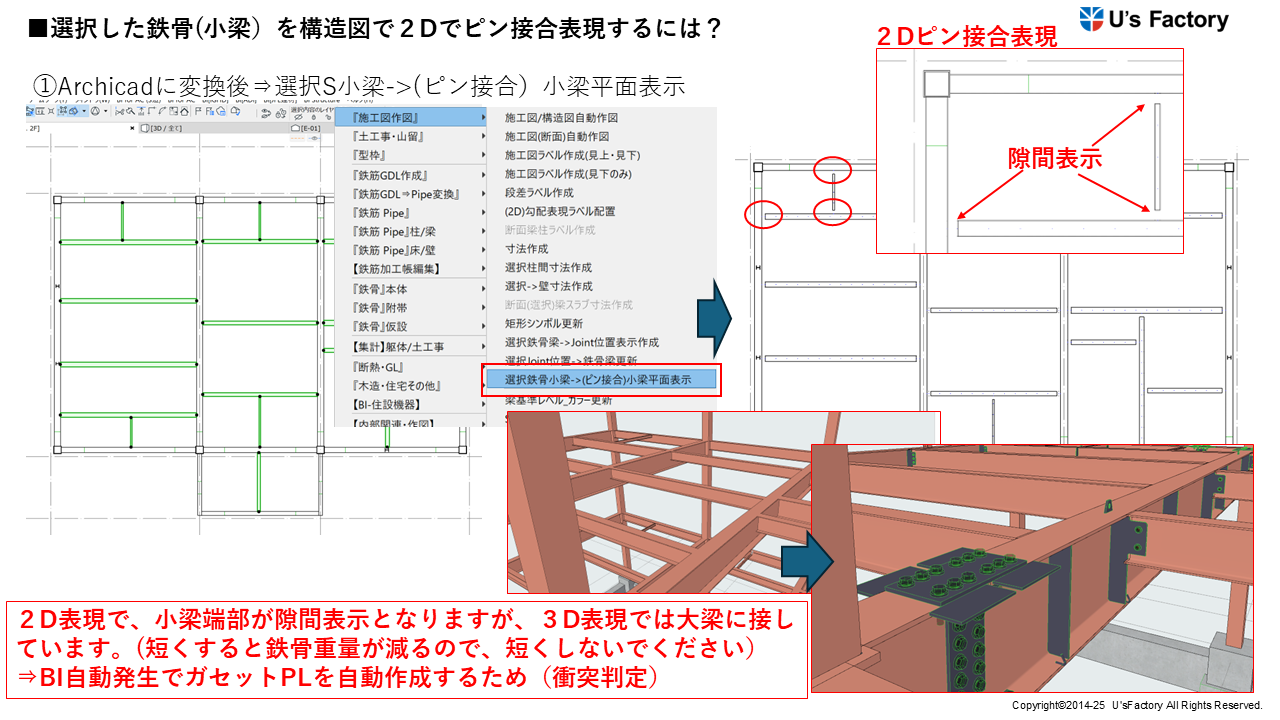 ■選択した鉄骨(小梁）を構造図で２Dでピン接合表現するには？
U's Factory
２Dピン接合表現
①Archicadに変換後⇒選択S小梁->(ピン接合）小梁平面表示
2F]
[3D / 全て]
[E-01]
『施工図作図』
『土工事・山留』
『型枠』
『鉄筋GDL作成』
『鉄筋GDL⇒Pipe変換』
『鉄筋 Pipe』
『鉄筋 Pipe』柱/梁
『鉄筋 Pipe』床/壁
【鉄筋加工帳編集】
『鉄骨』本体
『鉄骨』附帯
『鉄骨』仮設
【集計】躯体/土工事
『断熱・GL』
『木造・住宅その他』
【BI-住設機器】
【内部関連・作図】
施工図/構造図自動作図
施工図(断面)自動作図
施工図ラベル作成(見上・見下)
施工図ラベル作成(見下のみ)
段差ラベル作成
(2D)勾配表現ラベル配置
断面梁柱ラベル作成
寸法作成
選択柱間寸法作成
選択->壁寸法作成
断面(選択)梁スラブ寸法作成
矩形シンボル更新
選択鉄骨梁->Joint位置表示作成
選択Joint位置->鉄骨梁更新
選択鉄骨小梁->(ピン接合)小梁平面表示
梁基準レベル_カラー更新
隙間表示
２D表現で、小梁端部が隙間表示となりますが、３D表現では大梁に接し
ています。(短くすると鉄骨重量が減るので、短くしないでください）
⇒BI自動発生でガセットPLを自動作成するため（衝突判定）
Copyright©2014-25 U'sFactory All Rights Reserved.